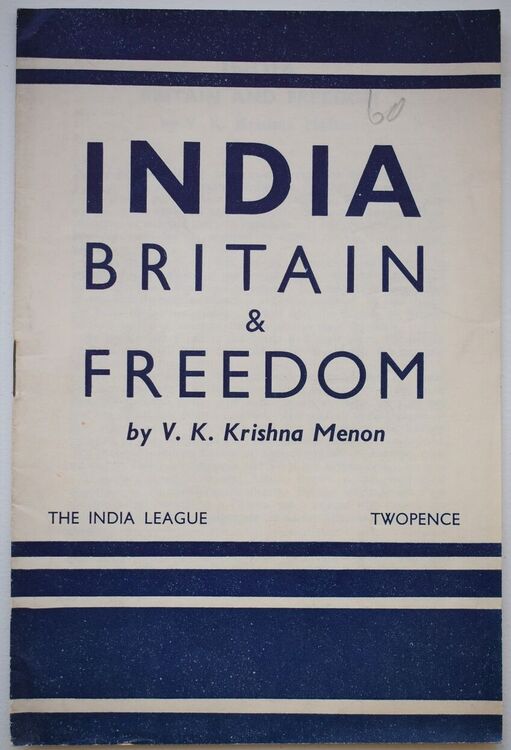 60
INDIA
BRITAIN
&
FREEDOM
by V. K. Krishna Menon
THE INDIA LEAGUE TWOPENCE